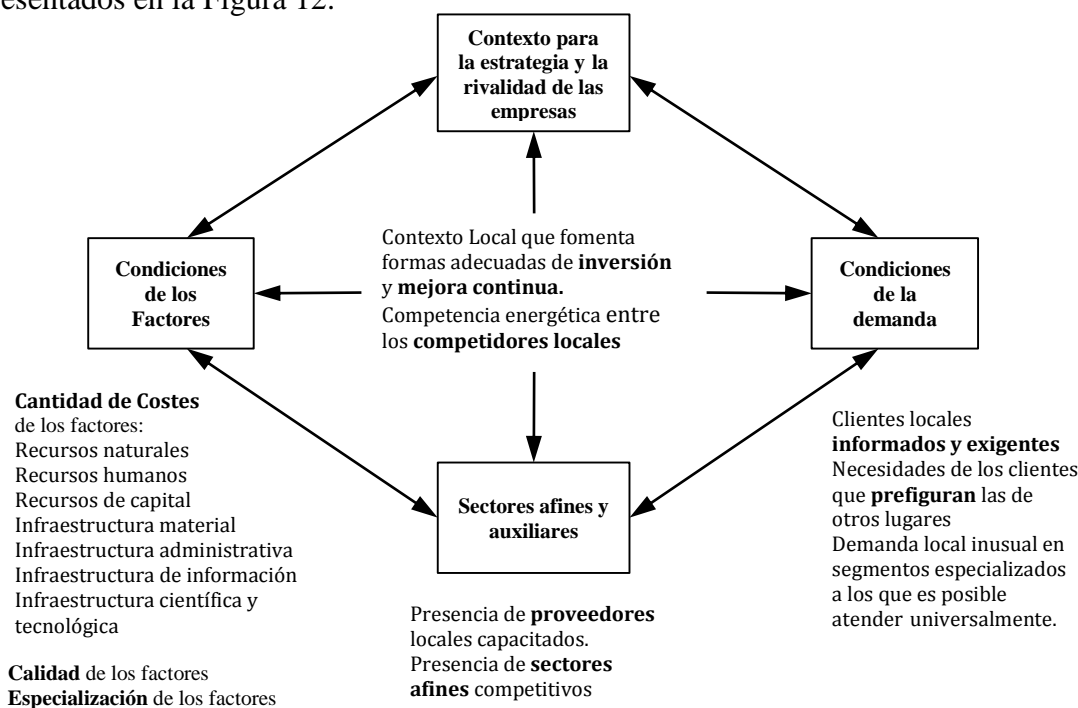 esentados en la Figura 12.
Contexto para
la estrategia y la
rivalidad de las
empresas
Contexto Local que fomenta
formas adecuadas de inversión
y mejora continua.
Competencia energética entre
los competidores locales
Condiciones
de los
Factores
Condiciones
de la
demanda
Cantidad de Costes
de los factores:
Recursos naturales
Recursos humanos
Recursos de capital
Infraestructura material
Infraestructura administrativa
Infraestructura de información
Infraestructura científica y
tecnológica
Calidad de los factores
Especialización de los factores
Sectores afines y
auxiliares
Presencia de proveedores
locales capacitados.
Presencia de sectores
afines competitivos
Clientes locales
informados y exigentes
Necesidades de los clientes
que prefiguran las de
otros lugares
Demanda local inusual en
segmentos especializados
a los que es posible
atender universalmente.